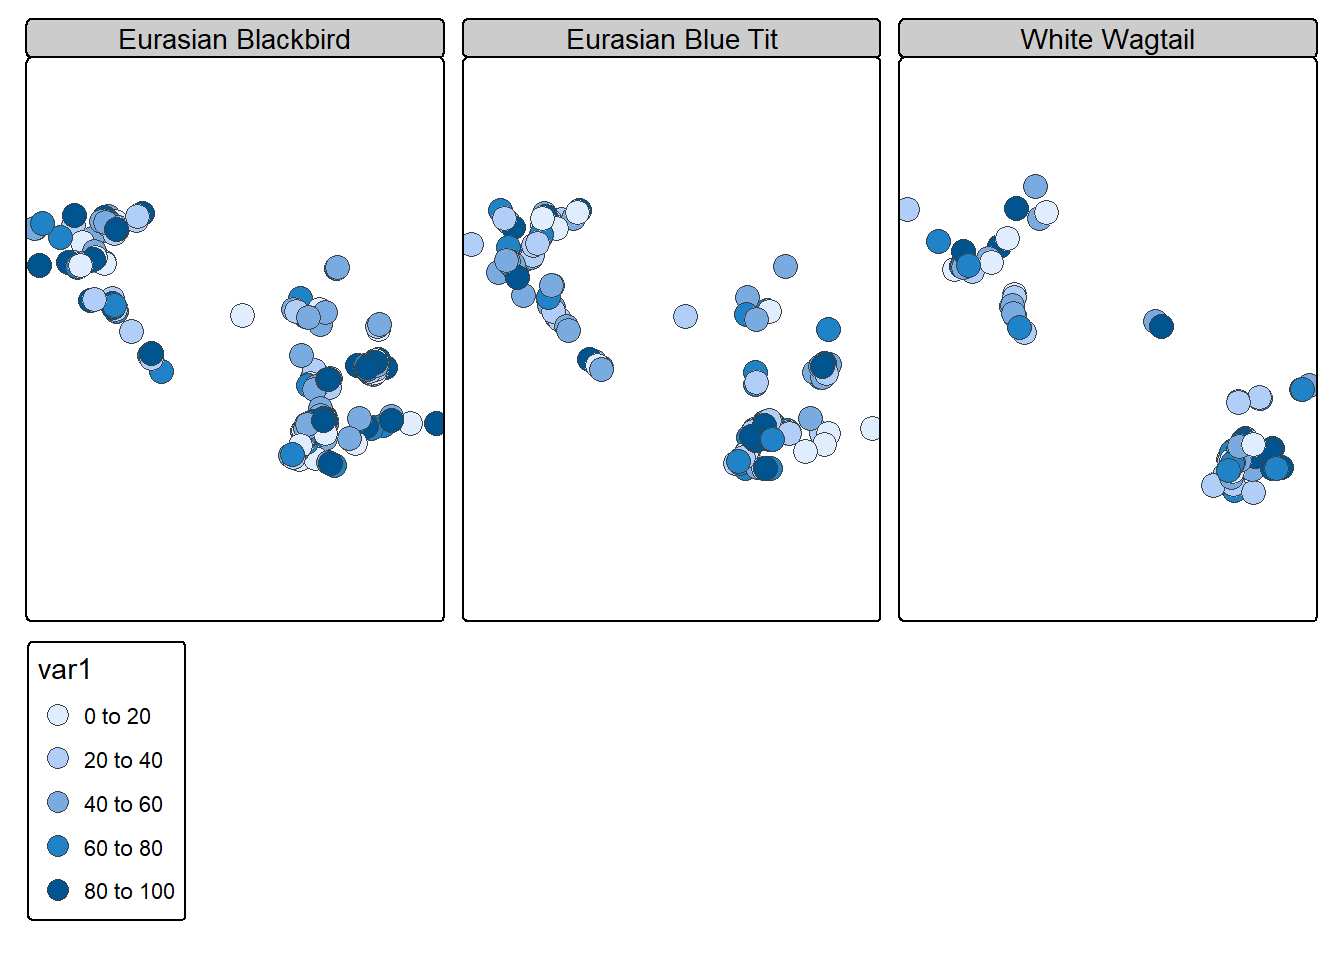 Eurasian Blackbird
Eurasian Blue Tit
White Wagtail
var1
0 to 20
20 to 40
40 to 60
60 to 80
80 to 100